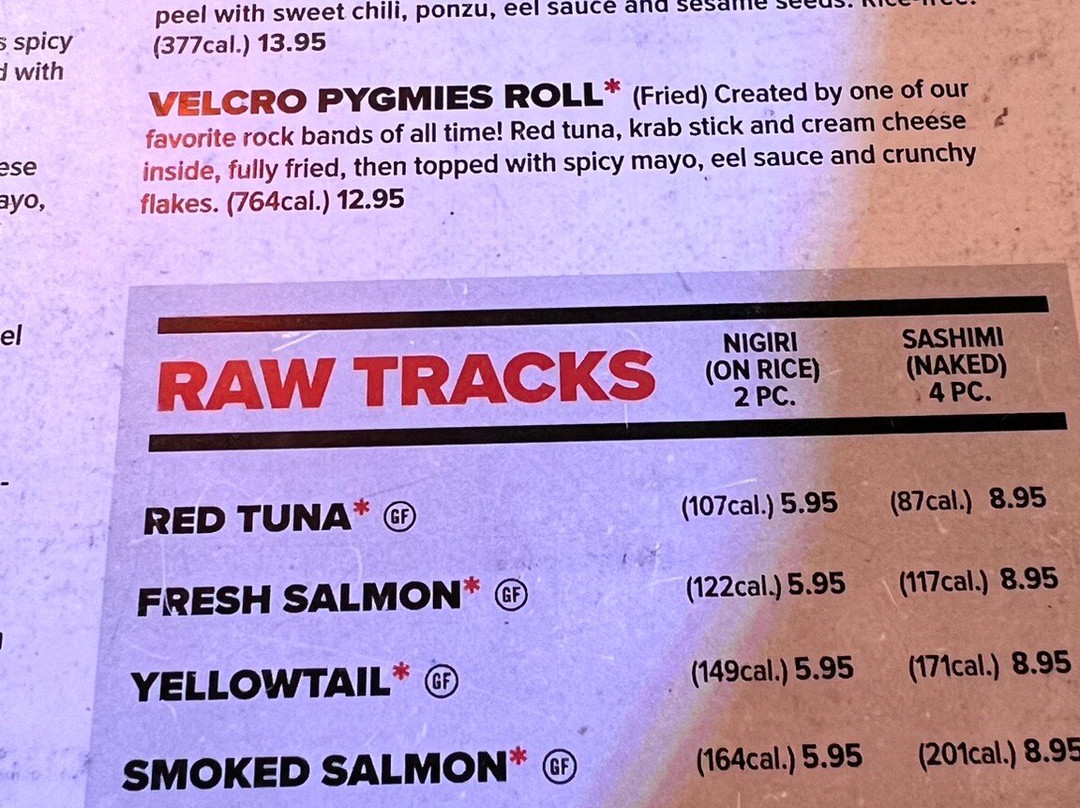 peel with sweet chili, ponzu, eel sauce and sesame seeds. Rice-free.
(377cal.) 13.95
s spicy
d with
VELCRO PYGMIES ROLL* (Fried) Created by one of our
favorite rock bands of all time! Red tuna, krab stick and cream cheese
inside, fully fried, then topped with spicy mayo, eel sauce and crunchy
flakes. (764cal.) 12.95
ese
ayo,
el
-
RAW TRACKS
NIGIRI
(ON RICE)
2 PC.
SASHIMI
(NAKED)
4 PC.
RED TUNA* GF (107cal.) 5.95 (87cal.) 8.95
FRESH SALMON* GF (122cal.) 5.95 (117cal.) 8.95
YELLOWTAIL* GF (149cal.) 5.95 (171cal.) 8.95
SMOKED SALMON* GF (164cal.) 5.95 (201cal.) 8.95